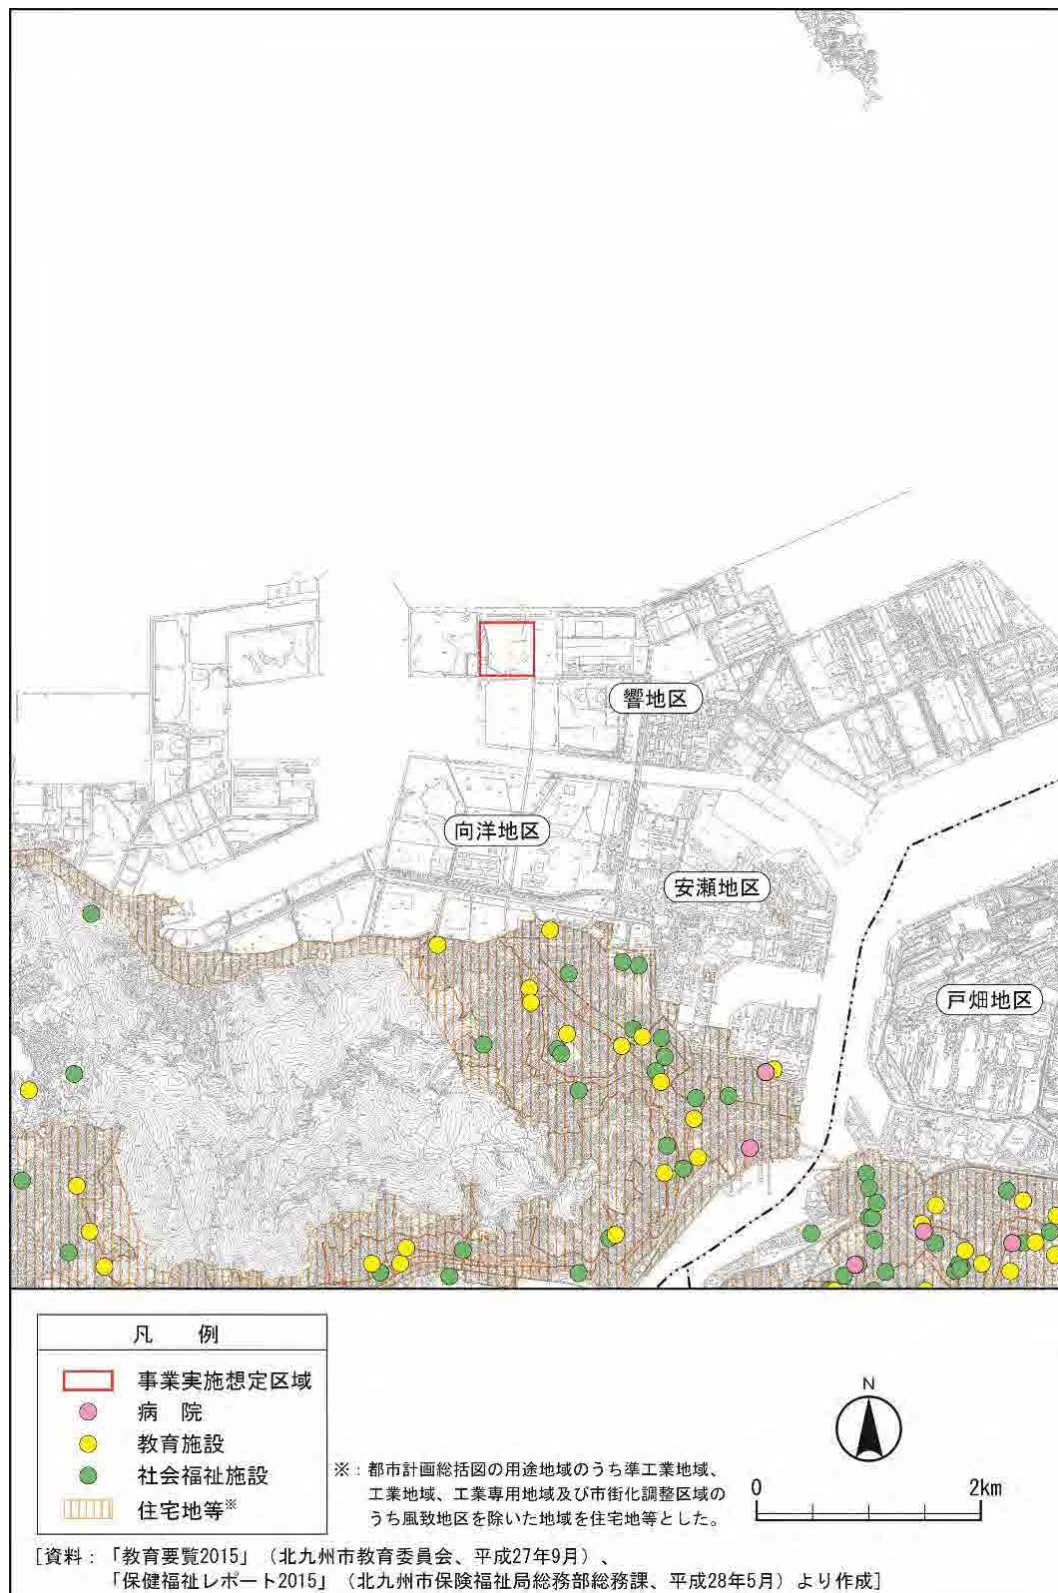 響地区
向洋地区
安瀬地区
戸畑地区
凡 例
事業実施想定区域
病 院
教育施設
社会福祉施設
住宅地等※
※：都市計画総括図の用途地域のうち準工業地域、
工業地域、工業専用地域及び市街化調整区域の
うち風致地区を除いた地域を住宅地等とした。
N
0 2km
[資料：「教育要覧2015」（北九州市教育委員会、平成27年9月）、
「保健福祉レポート2015」（北九州市保険福祉局総務部総務課、平成28年5月）より作成]